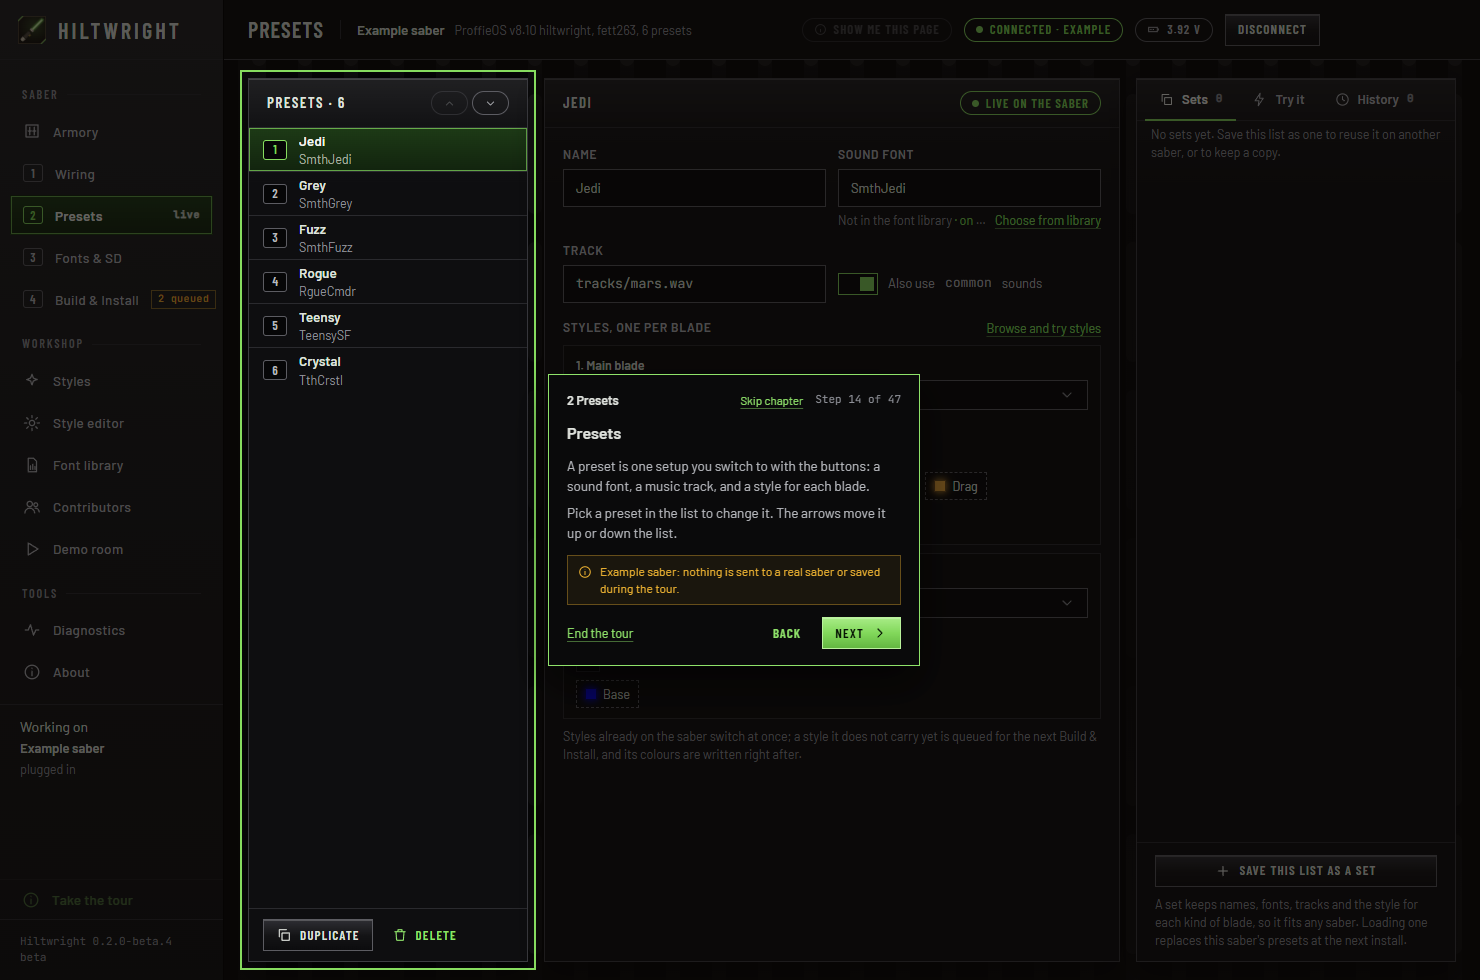 HILTWRIGHT
PRESETS
Example saber ProffieOS v8.10 hiltwright, fett263, 6 presets
SHOW ME THIS PAGE
CONNECTED · EXAMPLE
3.92 V
DISCONNECT
SABER
Armory
1 Wiring
2 Presets live
3 Fonts & SD
4 Build & Install 2 queued
WORKSHOP
Styles
Style editor
Font library
Contributors
Demo room
TOOLS
Diagnostics
About
Working on
Example saber
plugged in
Take the tour
Hiltwright 0.2.0-beta.4
beta
PRESETS · 6
1 Jedi
SmthJedi
2 Grey
SmthGrey
3 Fuzz
SmthFuzz
4 Rogue
RgueCmdr
5 Teensy
TeensySF
6 Crystal
TthCrstl
DUPLICATE
DELETE
JEDI
LIVE ON THE SABER
NAME
SOUND FONT
Jedi
SmthJedi
Not in the font library · on ... Choose from library
TRACK
tracks/mars.wav
Also use common sounds
STYLES, ONE PER BLADE
Browse and try styles
1. Main blade
Drag
Base
Styles already on the saber switch at once; a style it does not carry yet is queued for the next Build &
Install, and its colours are written right after.
2 Presets
Skip chapter
Step 14 of 47
Presets
A preset is one setup you switch to with the buttons: a
sound font, a music track, and a style for each blade.
Pick a preset in the list to change it. The arrows move it
up or down the list.
Example saber: nothing is sent to a real saber or saved
during the tour.
End the tour
BACK
NEXT
Sets 0
Try it
History 0
No sets yet. Save this list as one to reuse it on another
saber, or to keep a copy.
SAVE THIS LIST AS A SET
A set keeps names, fonts, tracks and the style for
each kind of blade, so it fits any saber. Loading one
replaces this saber's presets at the next install.